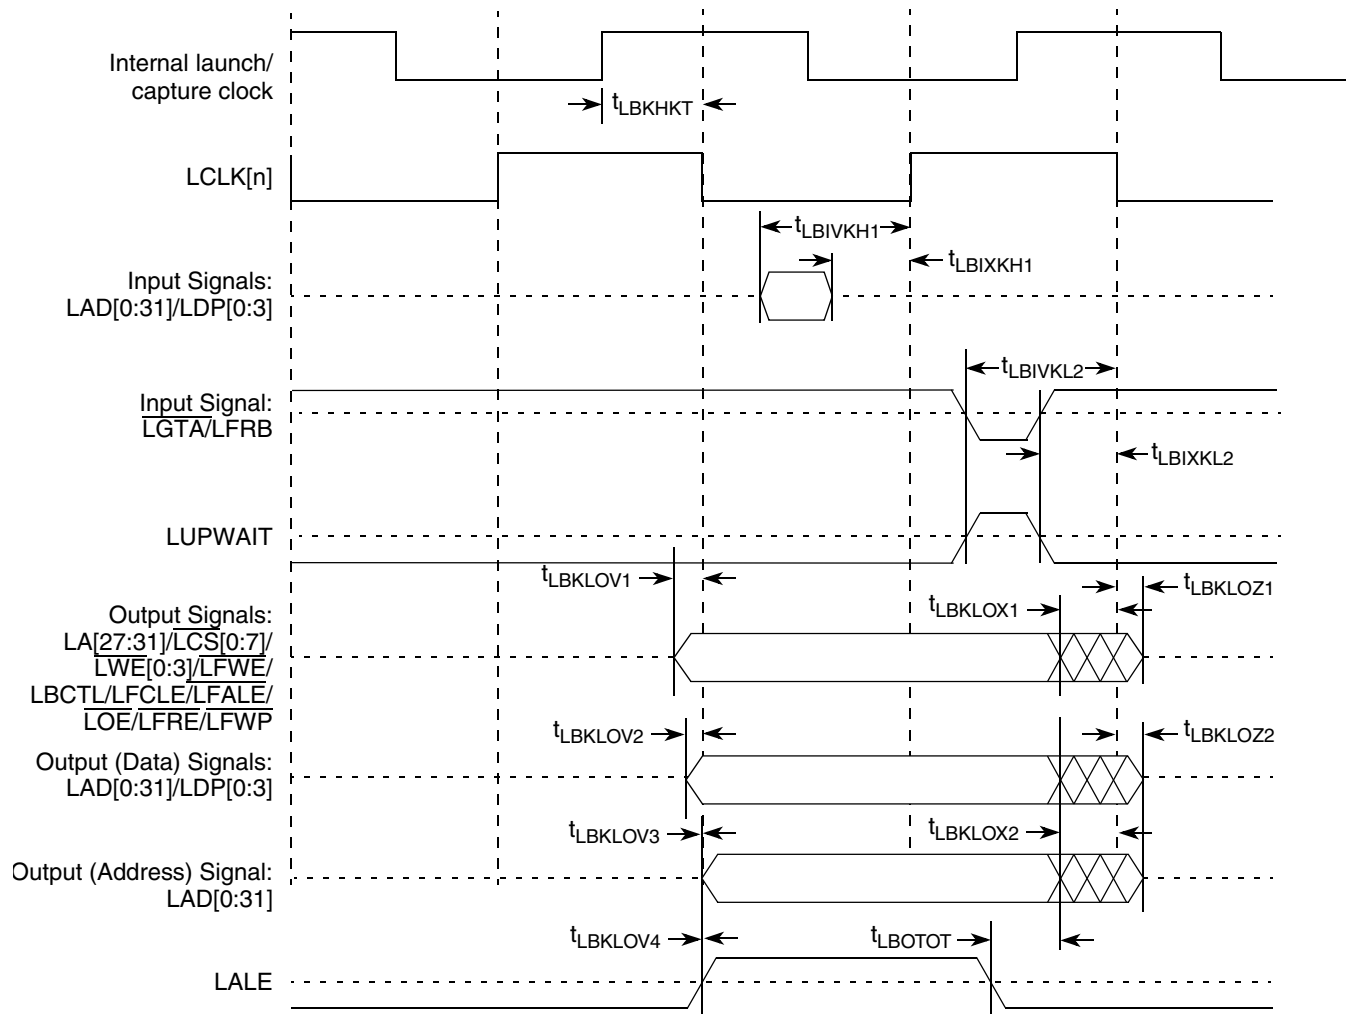 Internal launch/
capture clock
tLBKHKT
LCLK[n]
tLBIVKH1
tLBIXKH1
Input Signals:
LAD[0:31]/LDP[0:3]
tLBIVKL2
Input Signal:
LGTA/LFRB
tLBIXKL2
LUPWAIT
tLBKLOV1
tLBKLOZ1
tLBKLOX1
Output Signals:
LA[27:31]/LCS[0:7]/
LWE[0:3]/LFWE/
LBCTL/LFCLE/LFALE/
LOE/LFRE/LFWP
tLBKLOV2
tLBKLOZ2
Output (Data) Signals:
LAD[0:31]/LDP[0:3]
tLBKLOV3
tLBKLOX2
Output (Address) Signal:
LAD[0:31]
tLBKLOV4
tLBOTOT
LALE